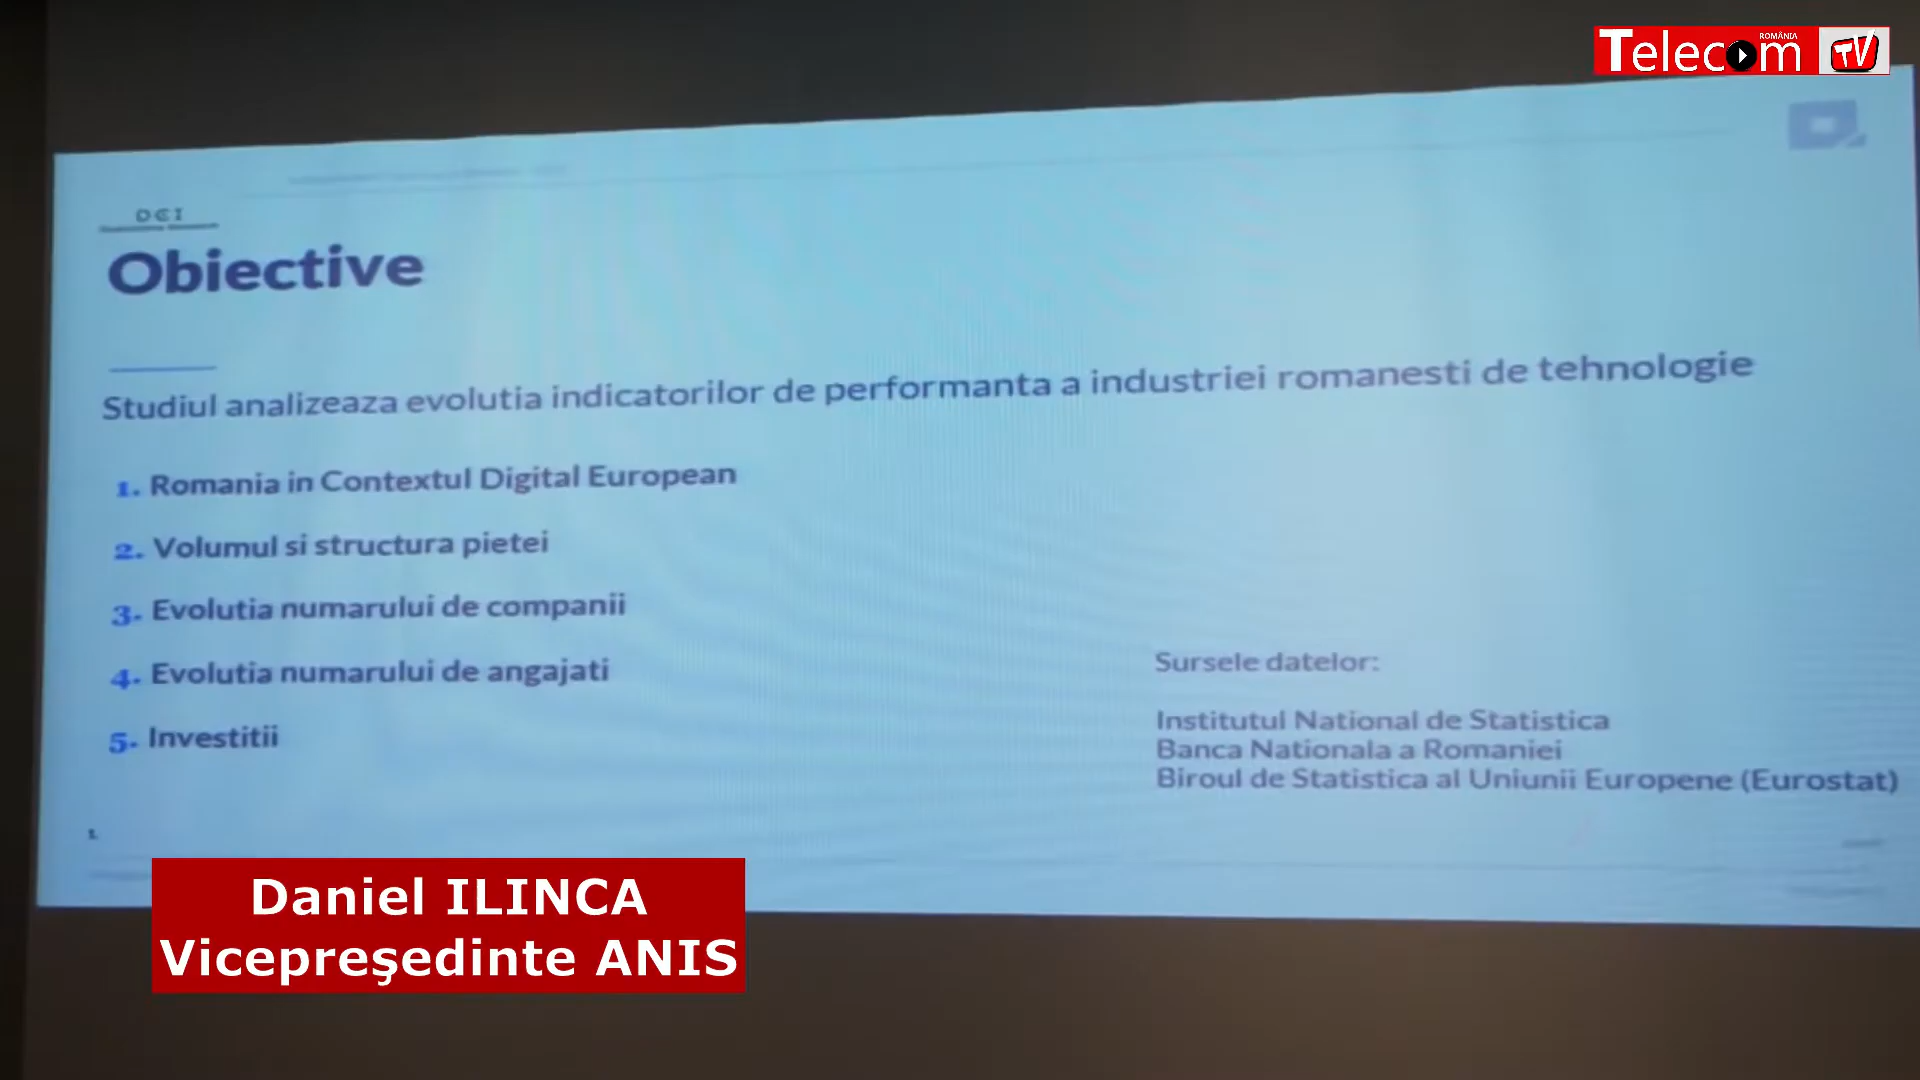 Telecom ROMÂNIA TV
DCI
Obiective
Studiul analizeaza evolutia indicatorilor de performanta a industriei romanesti de tehnologie
1. Romania in Contextul Digital European
2. Volumul si structura pietei
3. Evolutia numarului de companii
4. Evolutia numarului de angajati
5. Investitii
Sursele datelor:
Institutul National de Statistica
Banca Nationala a Romaniei
Biroul de Statistica al Uniunii Europene (Eurostat)
1.
Daniel ILINCA
Vicepreşedinte ANIS